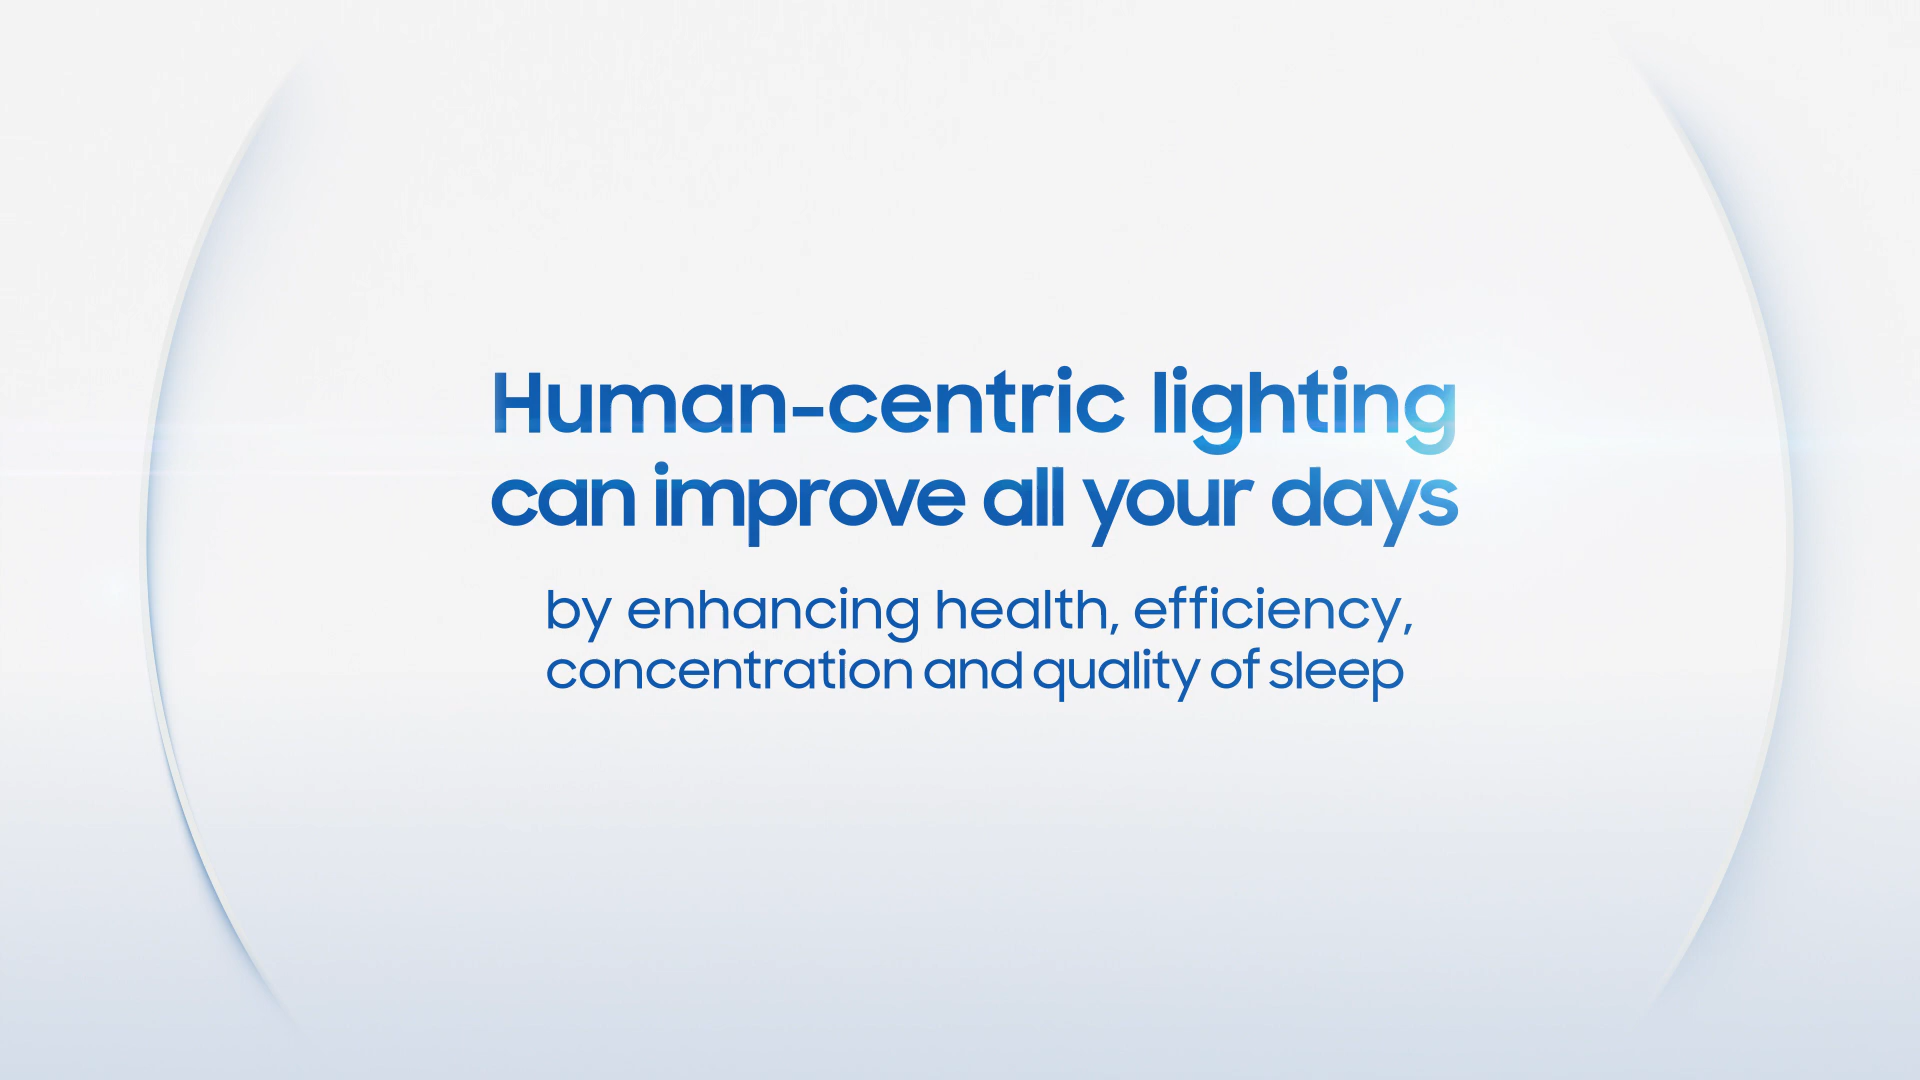 Human-centric lighting
can improve all your days
by enhancing health, efficiency,
concentration and quality of sleep